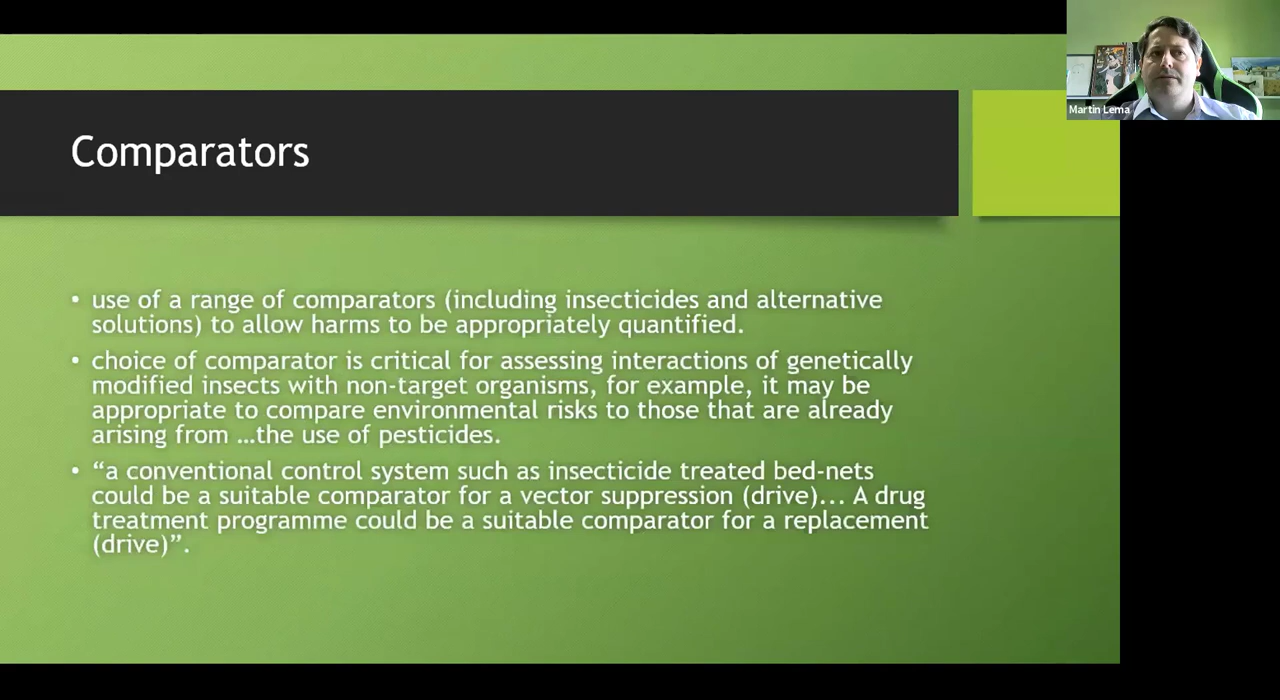 Martin Lema
Comparators
• use of a range of comparators (including insecticides and alternative
solutions) to allow harms to be appropriately quantified.
• choice of comparator is critical for assessing interactions of genetically
modified insects with non-target organisms, for example, it may be
appropriate to compare environmental risks to those that are already
arising from …the use of pesticides.
• “a conventional control system such as insecticide treated bed-nets
could be a suitable comparator for a vector suppression (drive)... A drug
treatment programme could be a suitable comparator for a replacement
(drive)”.